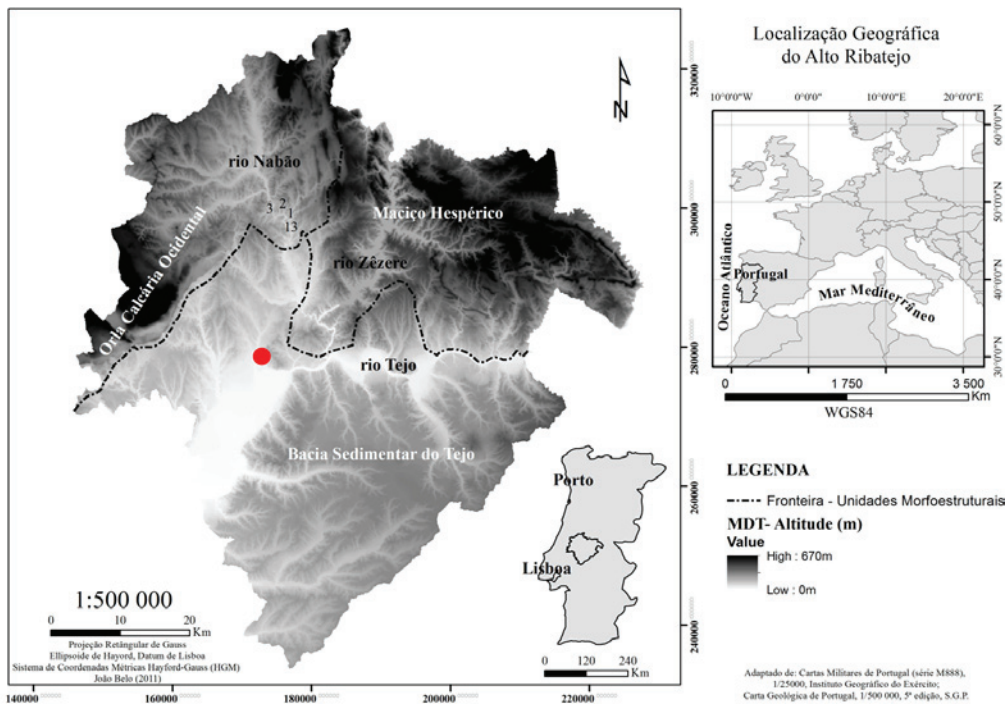 rio Nabão
3 2
1
13
Maciço Hespérico
Orla Calcária Ocidental
rio Zêzere
rio Tejo
Bacia Sedimentar do Tejo
N
320000
300000
280000
260000
240000
140000
160000
180000
200000
220000
1:500 000
0 10 20
Km
Projeção Retângular de Gauss
Ellipsoide de Hayord, Datum de Lisboa
Sistema de Coordenadas Métricas Hayford-Gauss (HGM)
João Belo (2011)
Porto
Lisboa
0 120 240
Km
Localização Geográfica
do Alto Ribatejo
10°0'0"W 0°0'0" 10°0'0"E 20°0'0"E
60°0'0"N
50°0'0"N
40°0'0"N
30°0'0"N
Oceano Atlântico
Portugal
Mar Mediterrâneo
0 1 750 3 500
Km
WGS84
LEGENDA
Fronteira - Unidades Morfoestruturais
MDT- Altitude (m)
Value
High : 670m
Low : 0m
Adaptado de: Cartas Militares de Portugal (série M888),
1/25000, Instituto Geográfico do Exército;
Carta Geológica de Portugal, 1/500 000, 5ª edição, S.G.P.